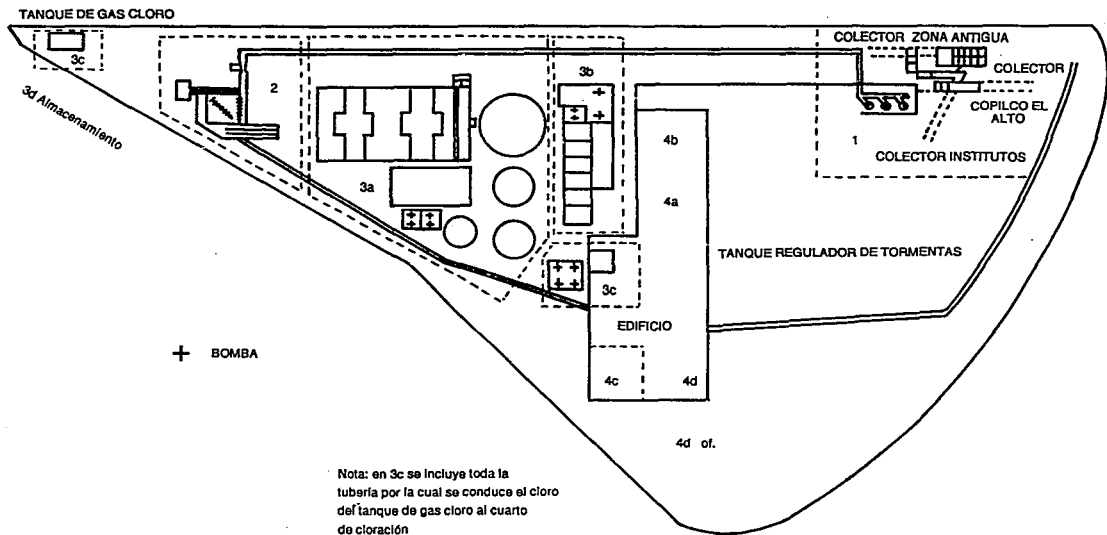 TANQUE DE GAS CLORO
3c
3d Almacenamiento
2
3a
3b
4b
4a
3c
EDIFICIO
4c
4d
4d of.
COLECTOR ZONA ANTIGUA
COLECTOR
COPILCO EL
ALTO
1
COLECTOR INSTITUTOS
TANQUE REGULADOR DE TORMENTAS
+ BOMBA
Nota: en 3c se incluye toda la
tubería por la cual se conduce el cloro
del tanque de gas cloro al cuarto
de cloración